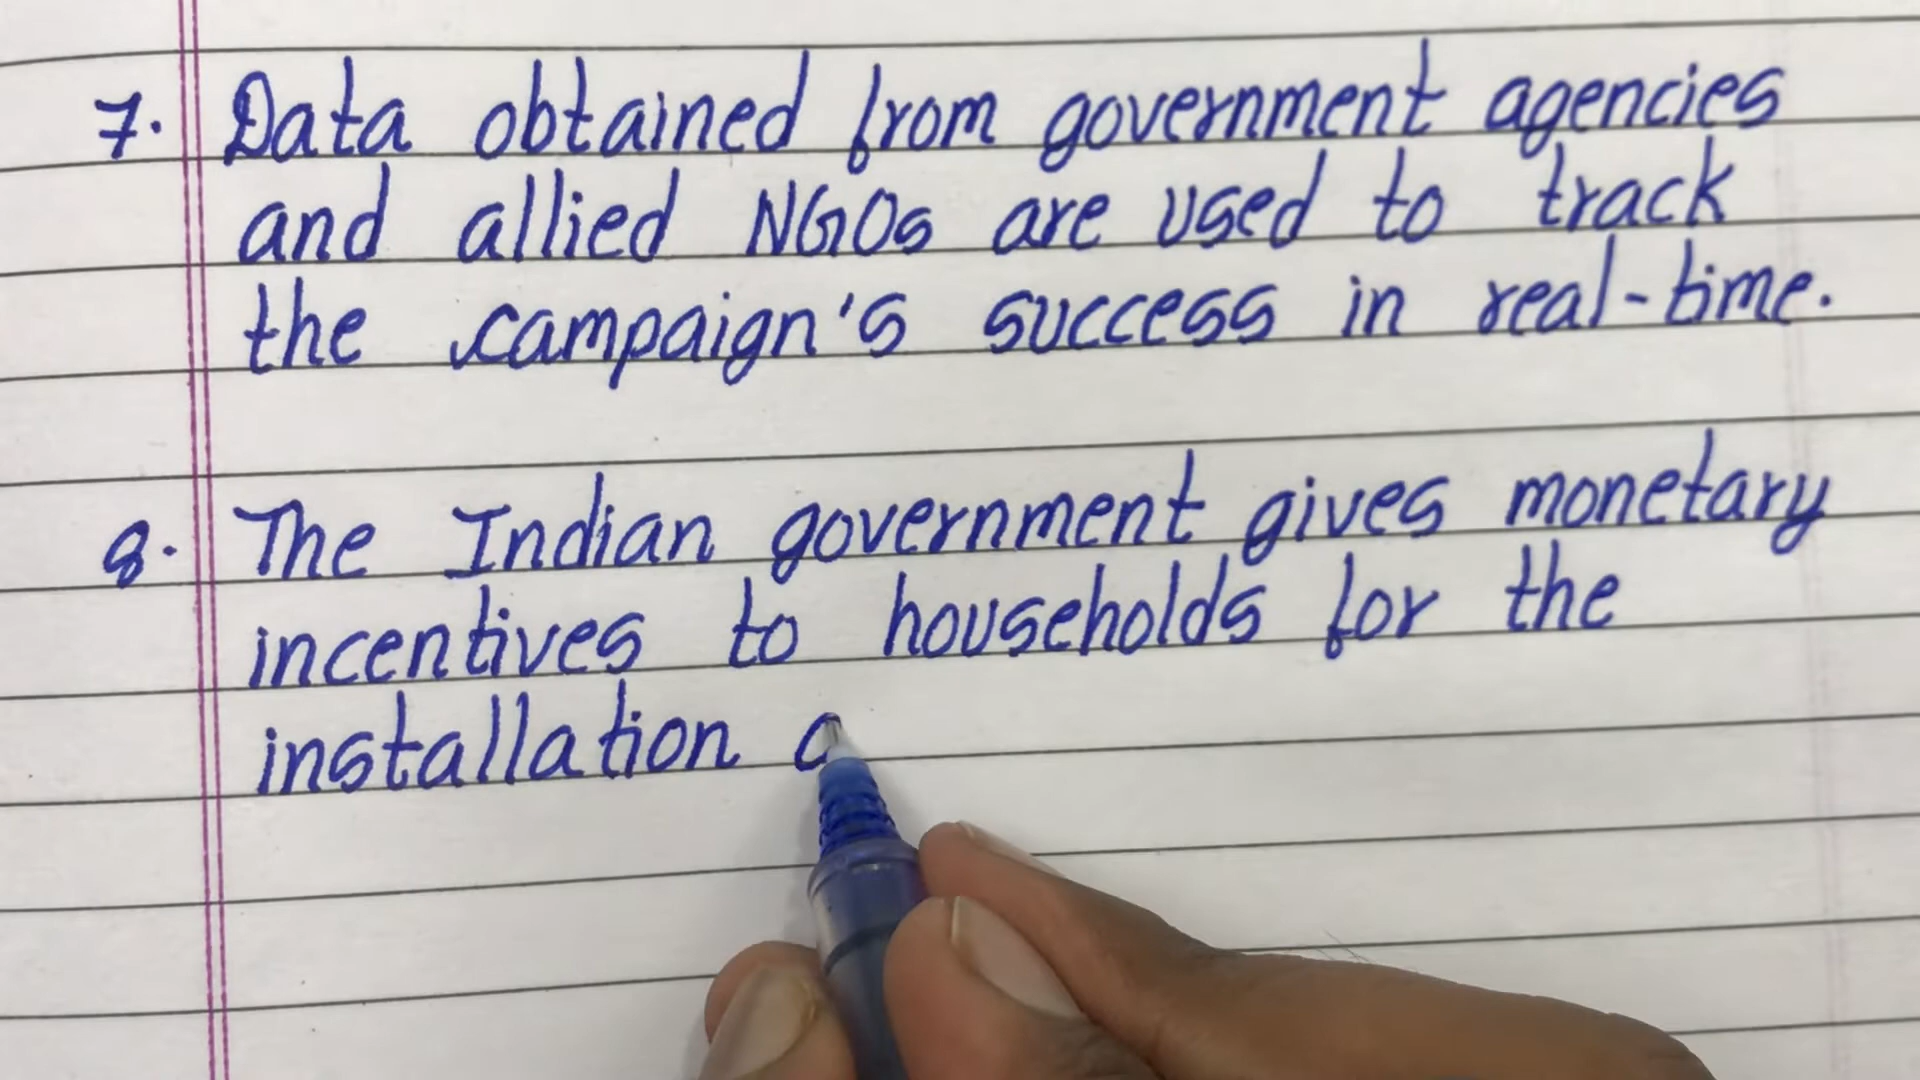 7. Data obtained from government agencies
and allied NGOs are used to track
the campaign's success in real-time.
8. The Indian government gives monetary
incentives to households for the
installation